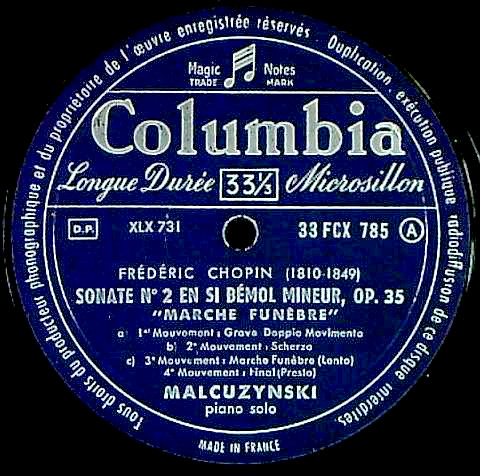 Tous droits du producteur phonographique et du propriétaire de l'œuvre enregistrée réservés
Duplication, exécution publique, radiodiffusion de ce disque interdites.
Magic Notes
TRADE MARK
Columbia
Longue Durée 33⅓ Microsillon
D.P. XLX 731 33 FCX 785 A
FRÉDÉRIC CHOPIN (1810-1849)
SONATE N° 2 EN SI BÉMOL MINEUR, OP. 35
"MARCHE FUNÈBRE"
a) 1er Mouvement : Grave Doppio Movimento
b) 2e Mouvement : Scherzo
c) 3e Mouvement : Marche Funèbre (Lento)
4e Mouvement : Final (Presto)
MALCUZYNSKI
piano solo
MADE IN FRANCE